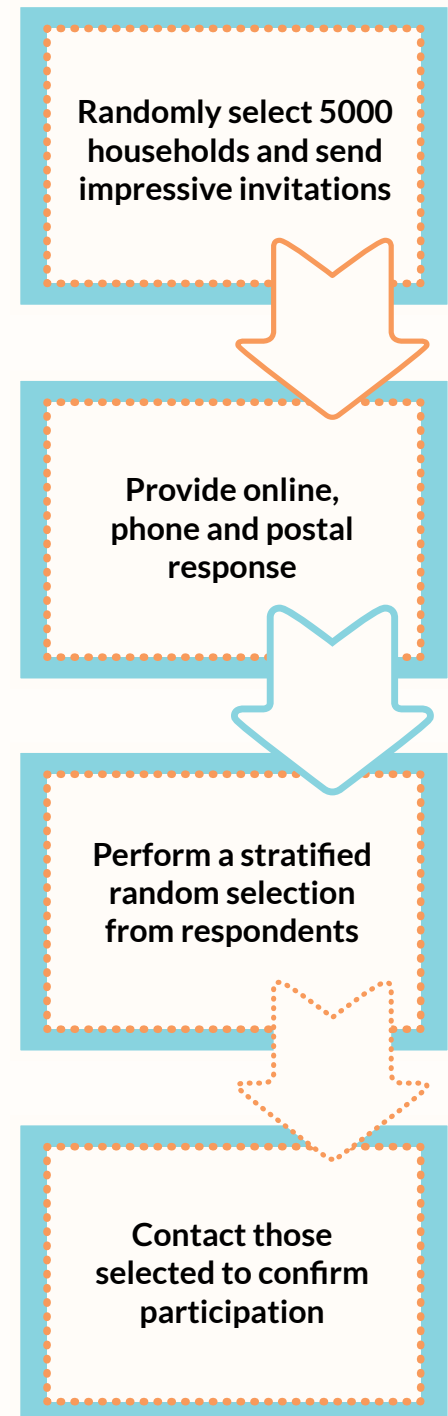 Randomly select 5000
households and send
impressive invitations
Provide online,
phone and postal
response
Perform a stratified
random selection
from respondents
Contact those
selected to confirm
participation